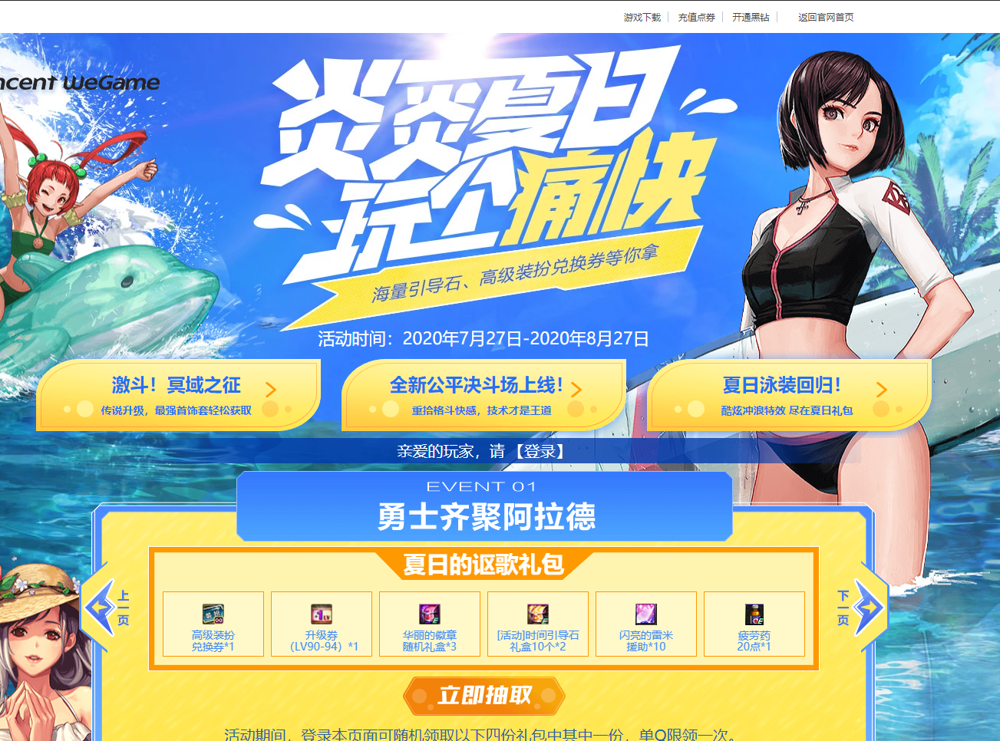 游戏下载 充值点券 开通黑钻 返回官网首页
ncent WeGame
炎炎夏日
玩个痛快
海量引导石、高级装扮兑换券等你拿
活动时间：2020年7月27日-2020年8月27日
激斗！冥域之征
传说升级，最强首饰套轻松获取
全新公平决斗场上线！
重拾格斗快感，技术才是王道
夏日泳装回归！
酷炫冲浪特效 尽在夏日礼包
亲爱的玩家，请 【登录】
EVENT 01
勇士齐聚阿拉德
夏日的讴歌礼包
上一页
高级装扮
兑换券*1
升级券
（LV90-94）*1
华丽的徽章
随机礼盒*3
[活动]时间引导石
礼盒10个*2
闪亮的雷米
援助*10
疲劳药
20点*1
下一页
立即抽取
活动期间，登录本页面可随机领取以下四份礼包中其中一份，单Q限领一次。